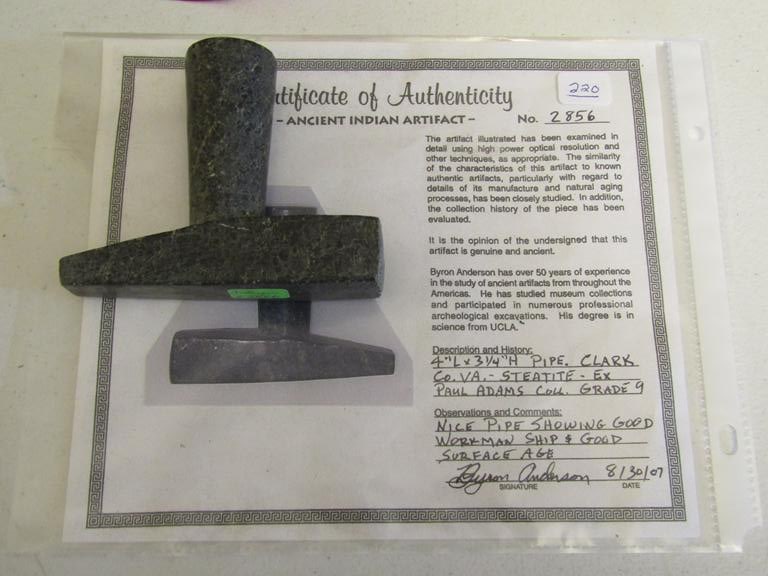 tificate of Authenticity
220
- ANCIENT INDIAN ARTIFACT -
No. 2856
The artifact illustrated has been examined in
detail using high power optical resolution and
other techniques, as appropriate. The similarity
of the characteristics of this artifact to known
authentic artifacts, particularly with regard to
details of its manufacture and natural aging
processes, has been closely studied. In addition,
the collection history of the piece has been
evaluated.
It is the opinion of the undersigned that this
artifact is genuine and ancient.
Byron Anderson has over 50 years of experience
in the study of ancient artifacts from throughout the
Americas. He has studied museum collections
and participated in numerous professional
archeological excavations. His degree is in
science from UCLA.
Description and History:
4"L x 3 1/4"H PIPE. CLARK
CO. VA. - STEATITE - EX
PAUL ADAMS COLL. GRADE 9
Observations and Comments:
NICE PIPE SHOWING GOOD
WORKMAN SHIP & GOOD
SURFACE AGE
Byron Anderson 8/30/07
SIGNATURE DATE